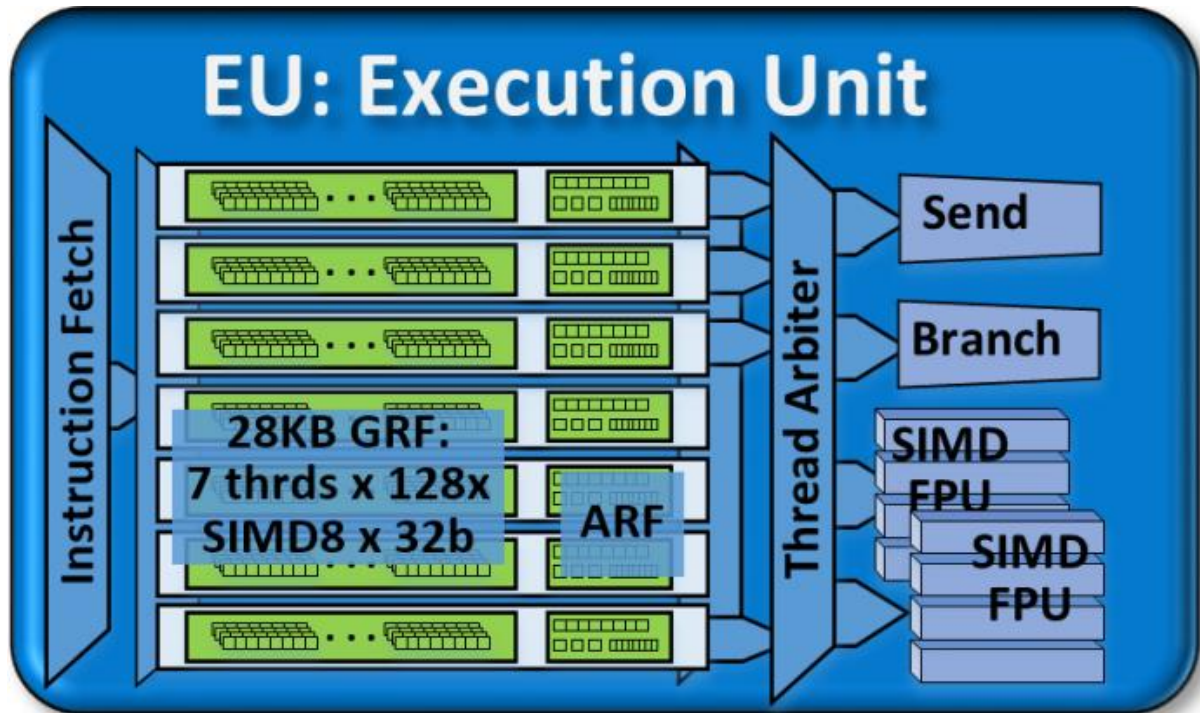 EU: Execution Unit
Instruction Fetch
28KB GRF:
7 thrds x 128x
SIMD8 x 32b
ARF
Thread Arbiter
Send
Branch
SIMD
FPU
SIMD
FPU